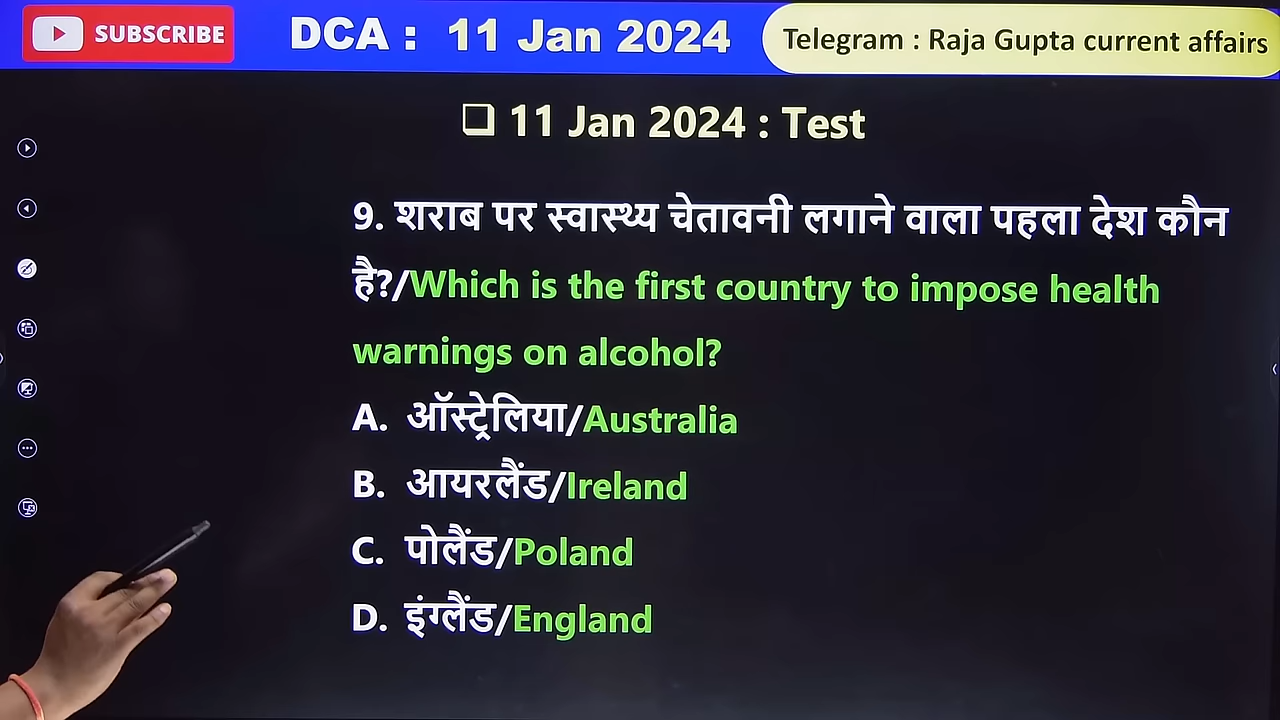 SUBSCRIBE
DCA : 11 Jan 2024
Telegram : Raja Gupta current affairs
❑ 11 Jan 2024 : Test
9. शराब पर स्वास्थ्य चेतावनी लगाने वाला पहला देश कौन
है?/Which is the first country to impose health
warnings on alcohol?
A. ऑस्ट्रेलिया/Australia
B. आयरलैंड/Ireland
C. पोलैंड/Poland
D. इंग्लैंड/England